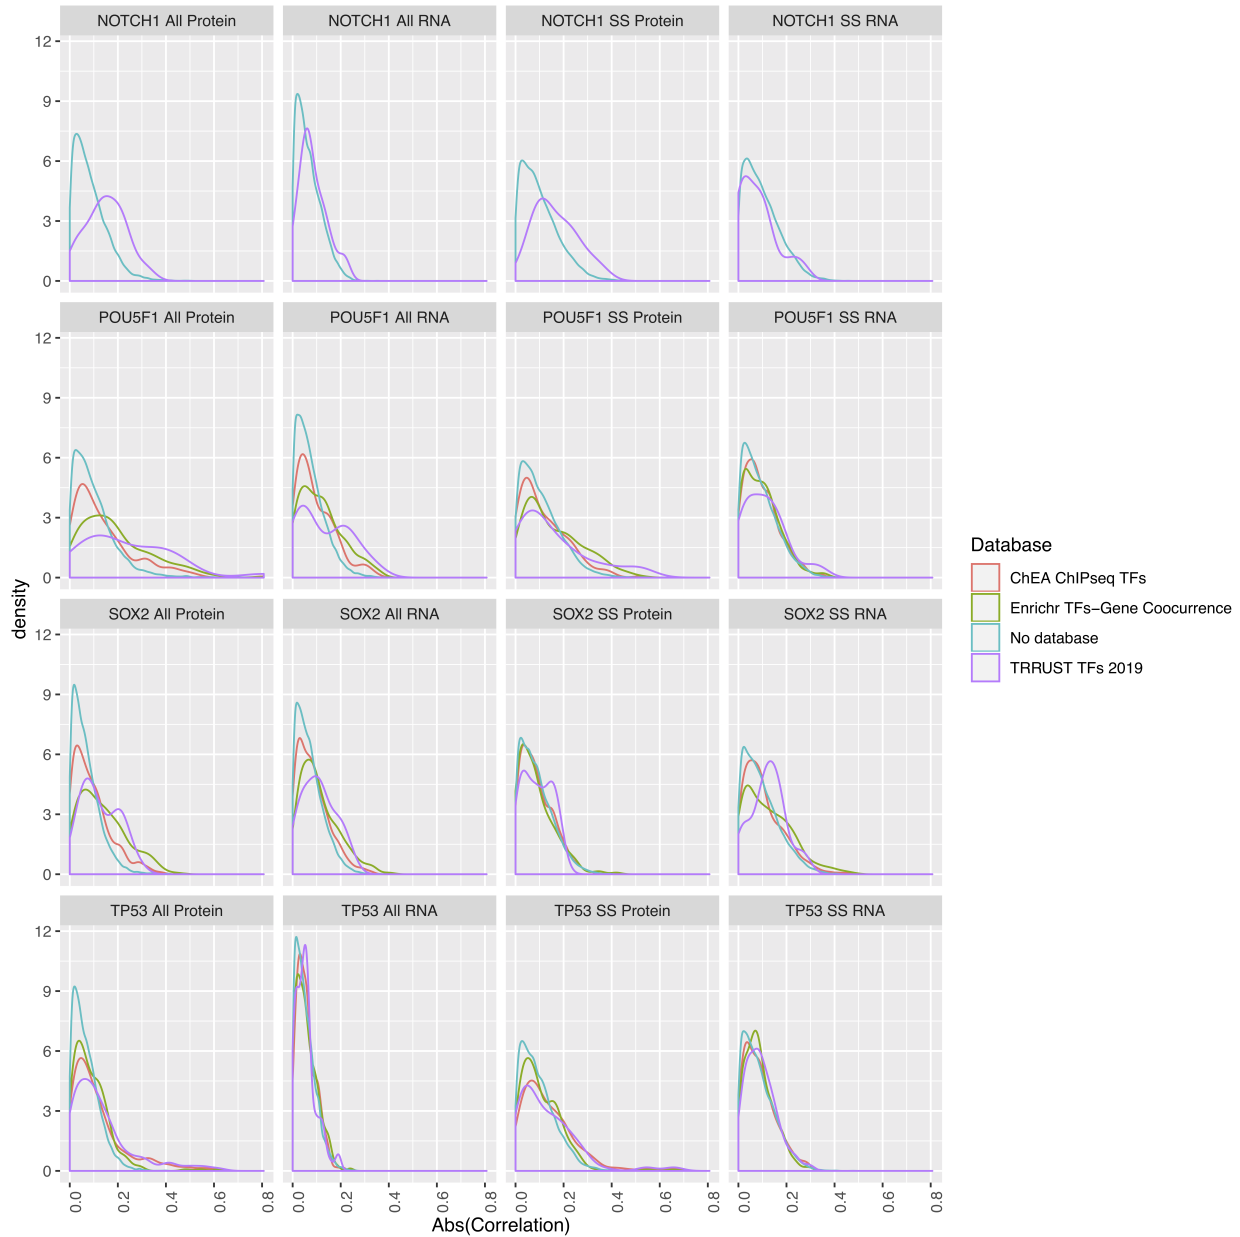 NOTCH1 All Protein
NOTCH1 All RNA
NOTCH1 SS Protein
NOTCH1 SS RNA
12
9
6
3
0
POU5F1 All Protein
POU5F1 All RNA
POU5F1 SS Protein
POU5F1 SS RNA
12
9
6
3
0
SOX2 All Protein
SOX2 All RNA
SOX2 SS Protein
SOX2 SS RNA
12
9
6
3
0
TP53 All Protein
TP53 All RNA
TP53 SS Protein
TP53 SS RNA
12
9
6
3
0
0.0 0.2 0.4 0.6 0.8
0.0 0.2 0.4 0.6 0.8
0.0 0.2 0.4 0.6 0.8
0.0 0.2 0.4 0.6 0.8
Abs(Correlation)
density
Database
ChEA ChIPseq TFs
Enrichr TFs−Gene Coocurrence
No database
TRRUST TFs 2019